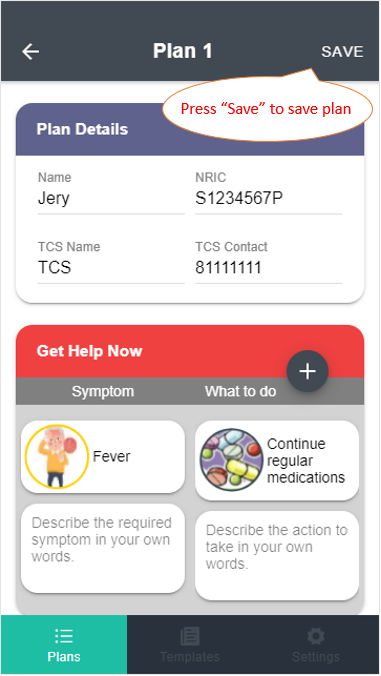 Plan 1
SAVE
Press “Save” to save plan
Plan Details
Name
NRIC
Jery
S1234567P
TCS Name
TCS Contact
TCS
81111111
Get Help Now
Symptom
What to do
Fever
Continue
regular
medications
Describe the required
symptom in your own
words.
Describe the action to
take in your own
words.
Plans
Templates
Settings